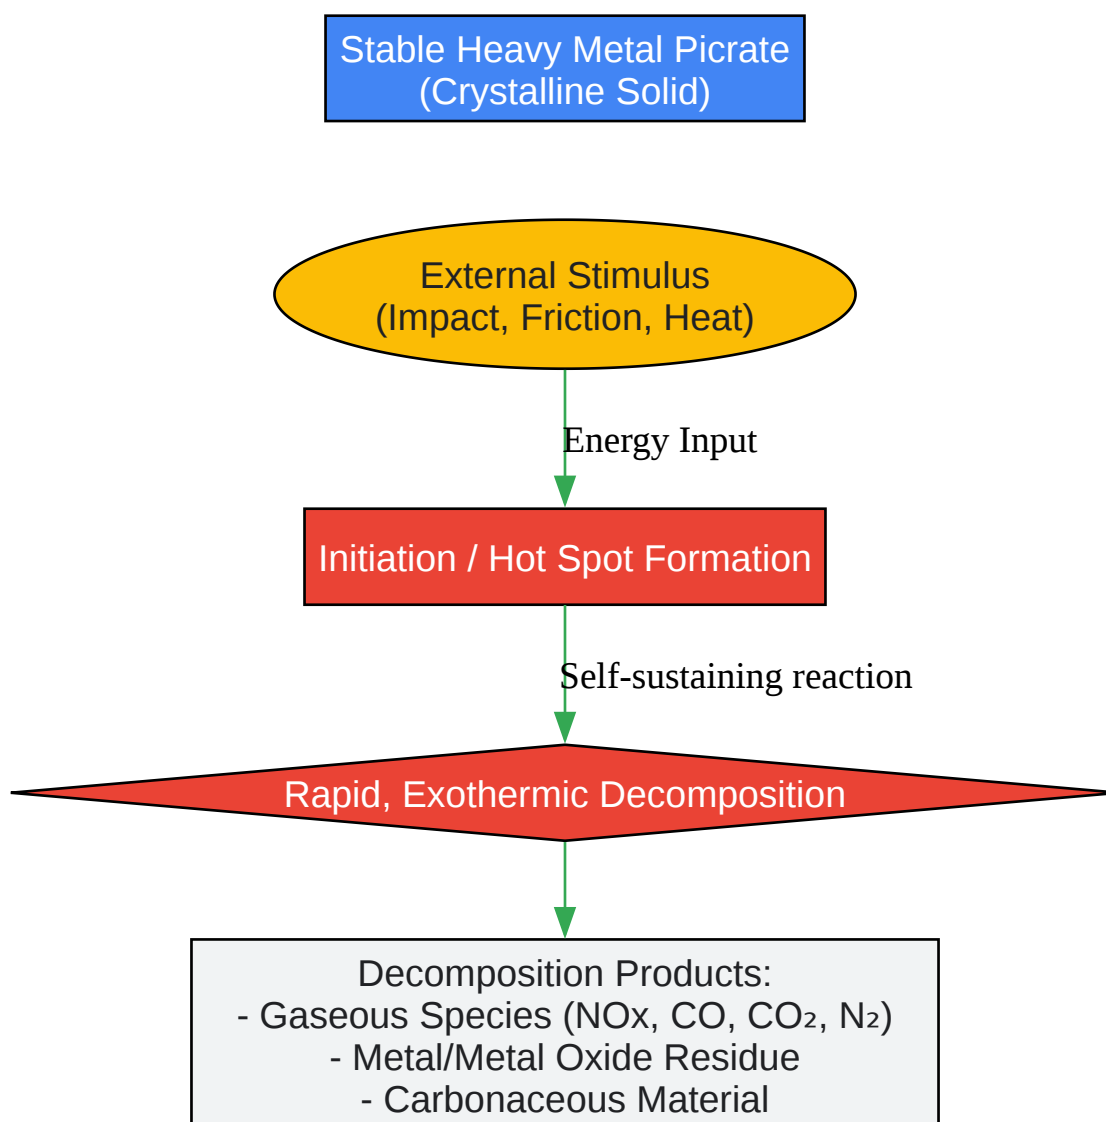 Stable Heavy Metal Picrate
(Crystalline Solid)
External Stimulus
(Impact, Friction, Heat)
Energy Input
Initiation / Hot Spot Formation
Self-sustaining reaction
Rapid, Exothermic Decomposition
Decomposition Products:
- Gaseous Species (NOx, CO, CO₂, N₂)
- Metal/Metal Oxide Residue
- Carbonaceous Material